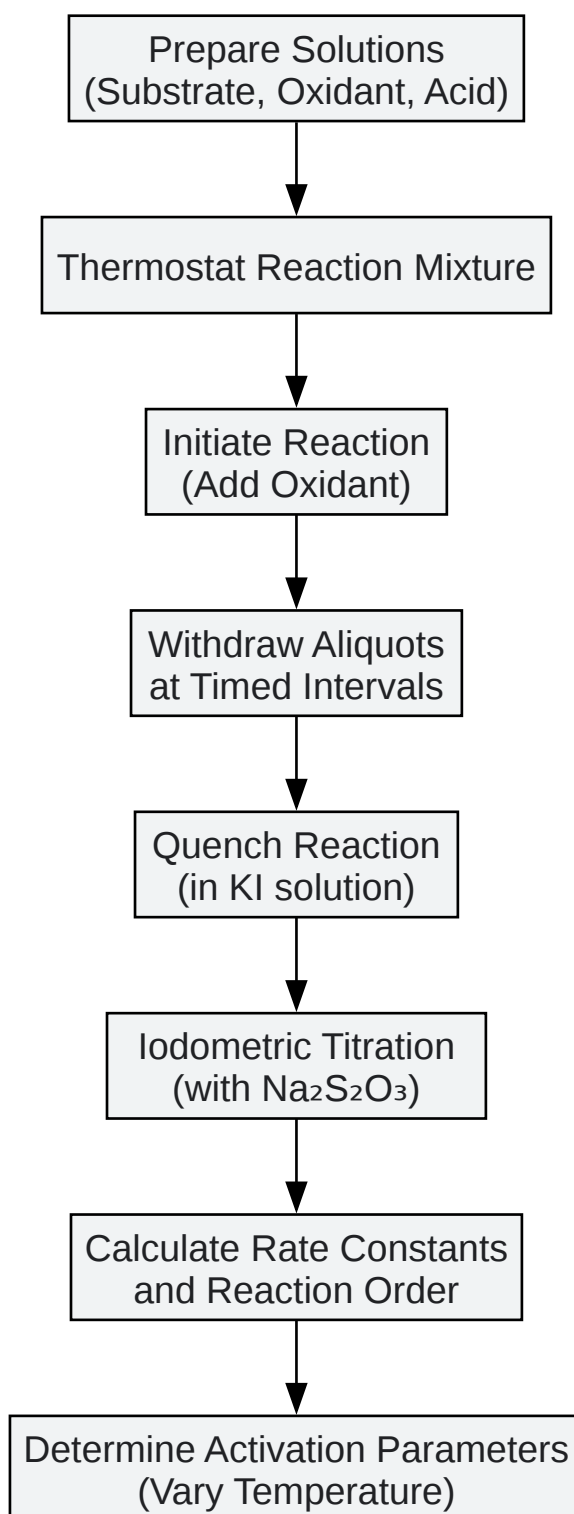 Prepare Solutions
(Substrate, Oxidant, Acid)
Thermostat Reaction Mixture
Initiate Reaction
(Add Oxidant)
Withdraw Aliquots
at Timed Intervals
Quench Reaction
(in KI solution)
Iodometric Titration
(with Na₂S₂O₃)
Calculate Rate Constants
and Reaction Order
Determine Activation Parameters
(Vary Temperature)